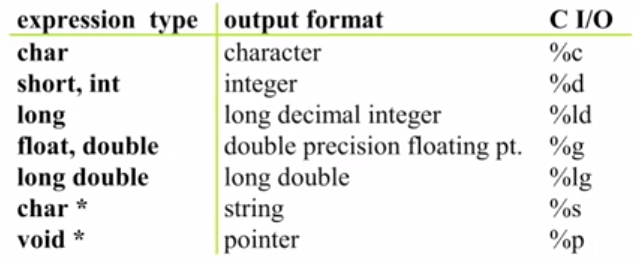 expression type output format C I/O
char character %c
short, int integer %d
long long decimal integer %ld
float, double double precision floating pt. %g
long double long double %lg
char * string %s
void * pointer %p